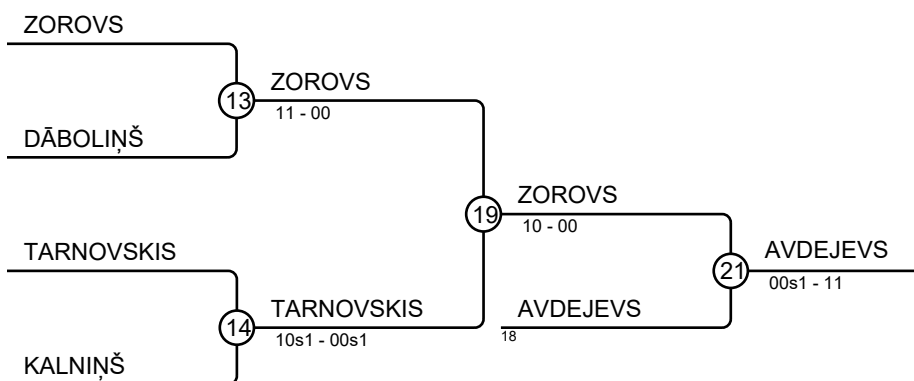 ZOROVS
13
ZOROVS
11 - 00
DĀBOLIŅŠ
19
ZOROVS
10 - 00
TARNOVSKIS
21
AVDEJEVS
00s1 - 11
14
TARNOVSKIS
10s1 - 00s1
AVDEJEVS
18
KALNIŅŠ